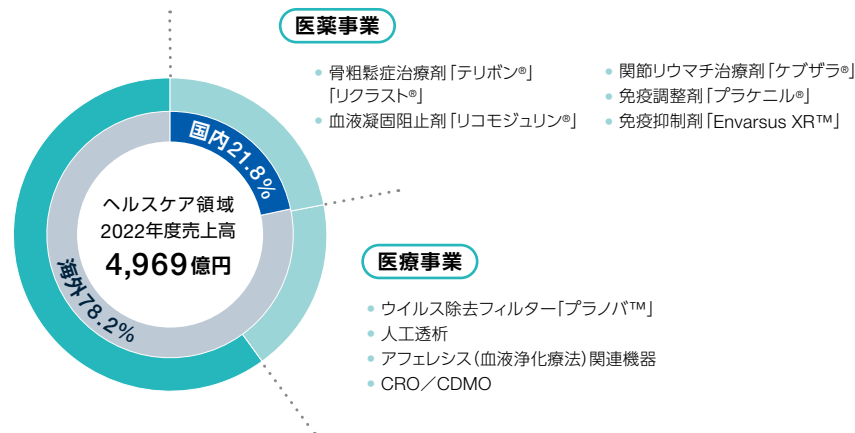 医薬事業
• 骨粗鬆症治療剤「テリボン®」
「リクラスト®」
• 血液凝固阻止剤「リコモジュリン®」
• 関節リウマチ治療剤「ケブザラ®」
• 免疫調整剤「プラケニル®」
• 免疫抑制剤「Envarsus XR™」
国内21.8%
ヘルスケア領域
2022年度売上高
4,969億円
海外78.2%
医療事業
• ウイルス除去フィルター「プラノバ™」
• 人工透析
• アフェレシス(血液浄化療法)関連機器
• CRO/CDMO